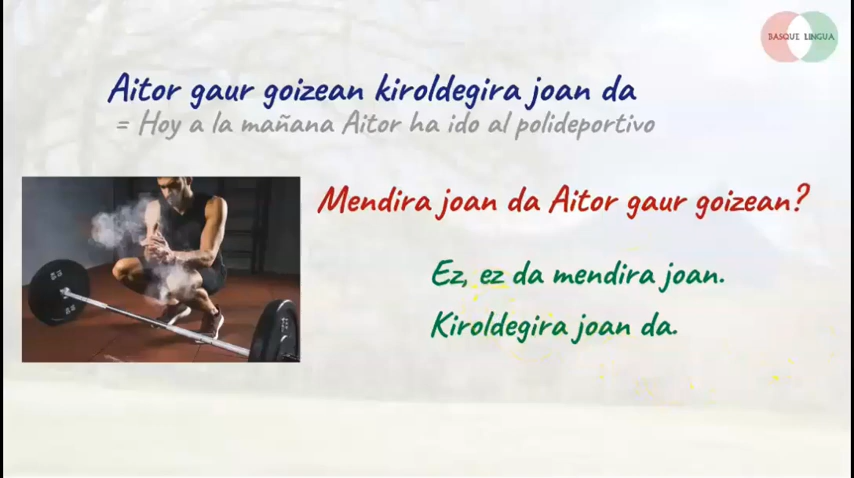 BASQUE LINGUA
Aitor gaur goizean kiroldegira joan da
= Hoy a la mañana Aitor ha ido al polideportivo
Mendira joan da Aitor gaur goizean?
Ez, ez da mendira joan.
Kiroldegira joan da.